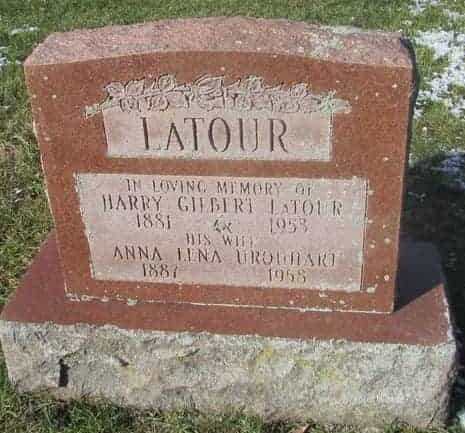 LATOUR
IN LOVING MEMORY OF
HARRY GILBERT LATOUR
1881 & 1953
HIS WIFE
ANNA LENA URQUHART
1887 1968